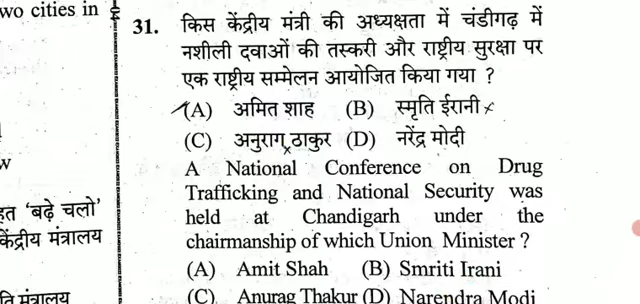 wo cities in
31. किस केंद्रीय मंत्री की अध्यक्षता में चंडीगढ़ में
नशीली दवाओं की तस्करी और राष्ट्रीय सुरक्षा पर
एक राष्ट्रीय सम्मेलन आयोजित किया गया ?
(A) अमित शाह (B) स्मृति ईरानी
(C) अनुराग ठाकुर (D) नरेंद्र मोदी
A National Conference on Drug
Trafficking and National Security was
held at Chandigarh under the
chairmanship of which Union Minister ?
(A) Amit Shah (B) Smriti Irani
(C) Anurag Thakur (D) Narendra Modi
w
हत ‘बढ़े चलो’
केंद्रीय मंत्रालय
ति मंत्रालय